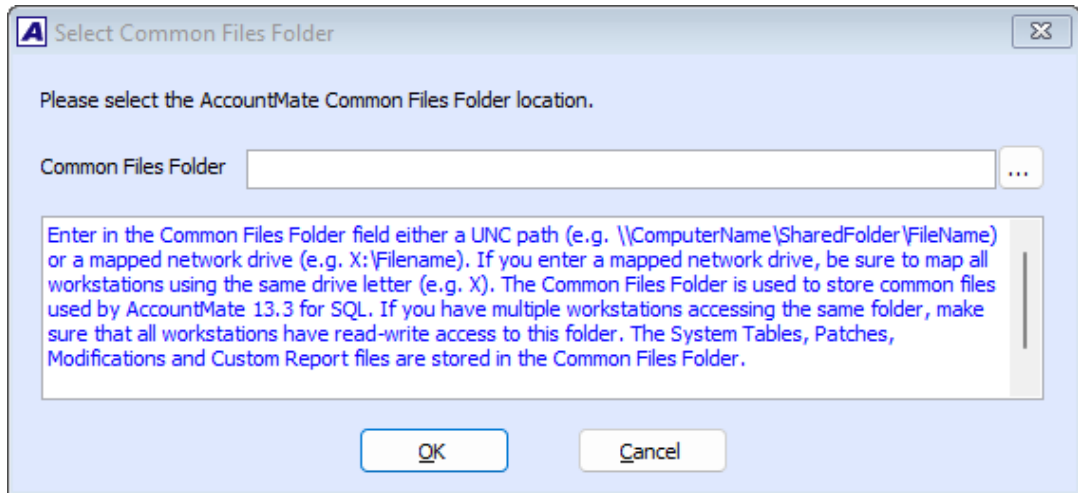 A Select Common Files Folder
Please select the AccountMate Common Files Folder location.
Common Files Folder ...
Enter in the Common Files Folder field either a UNC path (e.g. \\ComputerName\SharedFolder\FileName)
or a mapped network drive (e.g. X:\Filename). If you enter a mapped network drive, be sure to map all
workstations using the same drive letter (e.g. X). The Common Files Folder is used to store common files
used by AccountMate 13.3 for SQL. If you have multiple workstations accessing the same folder, make
sure that all workstations have read-write access to this folder. The System Tables, Patches,
Modifications and Custom Report files are stored in the Common Files Folder.
OK Cancel